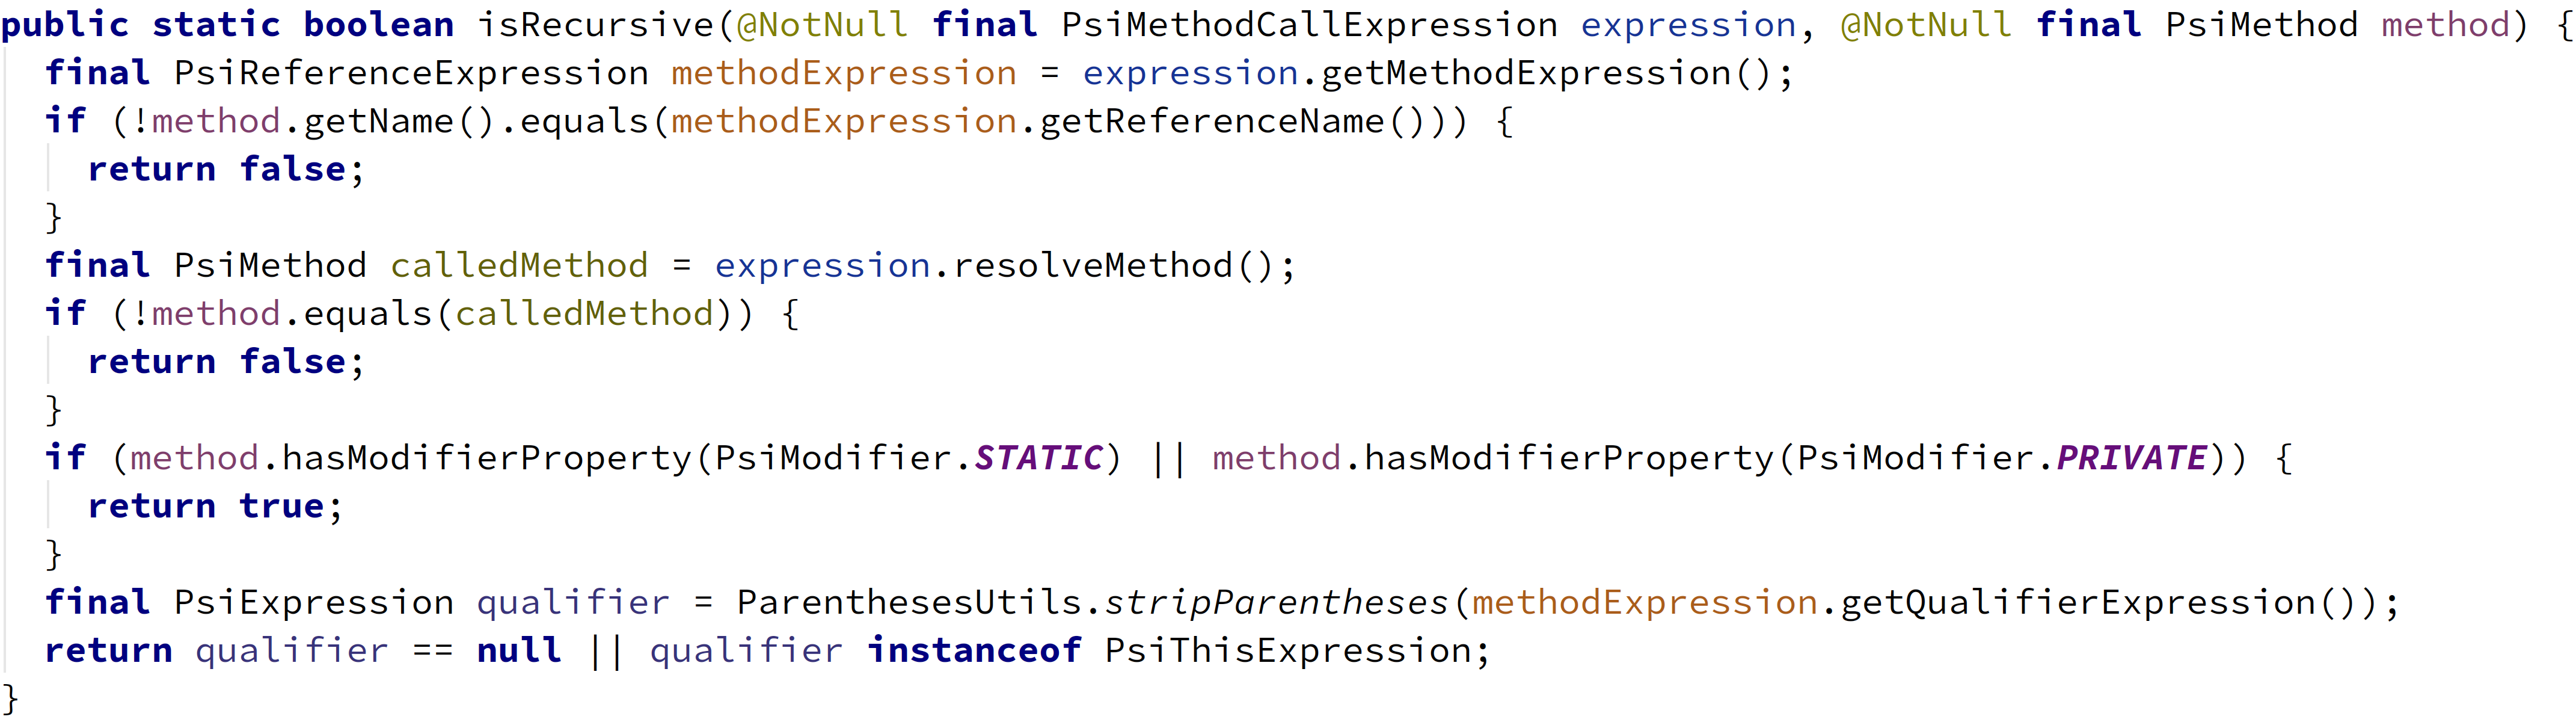 public static boolean isRecursive(@NotNull final PsiMethodCallExpression expression, @NotNull final PsiMethod method) {
  final PsiReferenceExpression methodExpression = expression.getMethodExpression();
  if (!method.getName().equals(methodExpression.getReferenceName())) {
    return false;
  }
  final PsiMethod calledMethod = expression.resolveMethod();
  if (!method.equals(calledMethod)) {
    return false;
  }
  if (method.hasModifierProperty(PsiModifier.STATIC) || method.hasModifierProperty(PsiModifier.PRIVATE)) {
    return true;
  }
  final PsiExpression qualifier = ParenthesesUtils.stripParentheses(methodExpression.getQualifierExpression());
  return qualifier == null || qualifier instanceof PsiThisExpression;
}